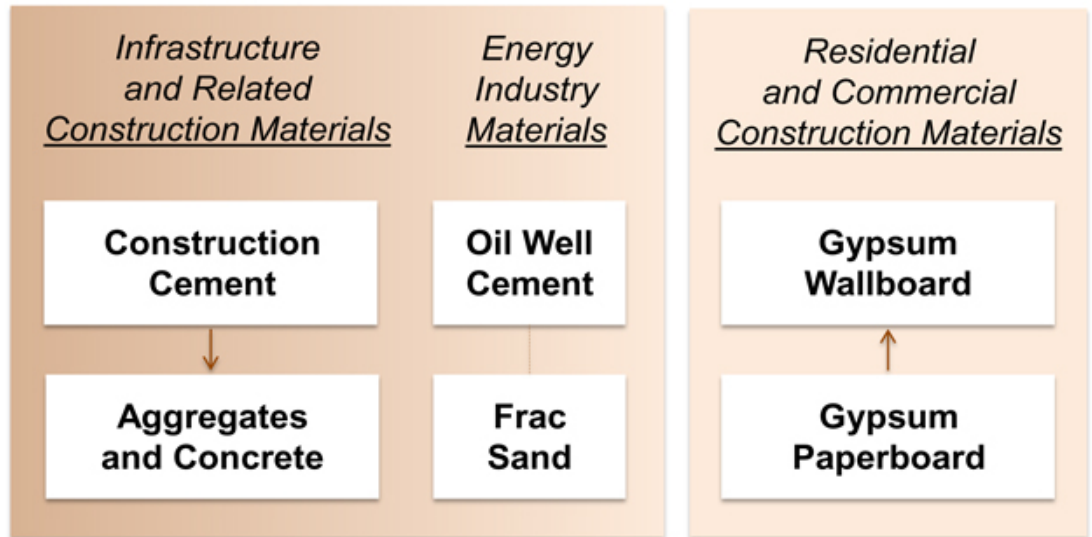 Infrastructure
and Related
Construction Materials
Construction
Cement
Aggregates
and Concrete
Energy
Industry
Materials
Oil Well
Cement
Frac
Sand
Residential
and Commercial
Construction Materials
Gypsum
Wallboard
Gypsum
Paperboard